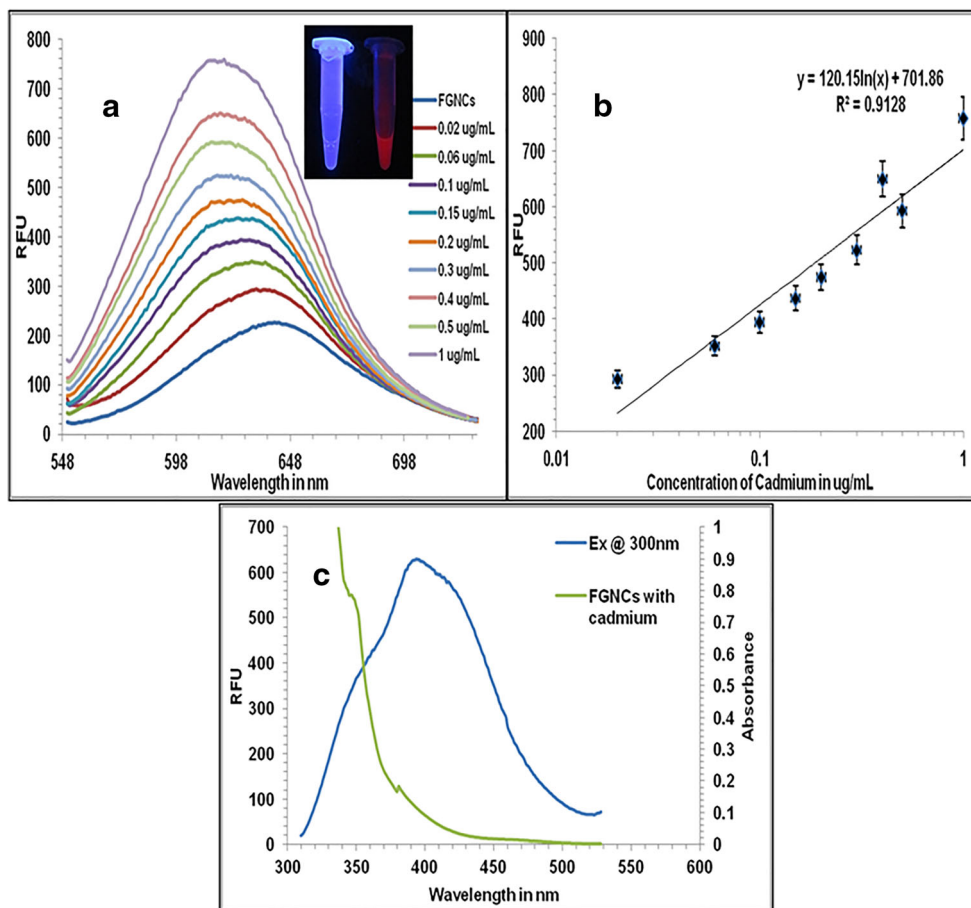 a
800
700
600
500
400
300
200
100
0
RFU
548
598
648
698
Wavelength in nm
FGNCs
0.02 ug/mL
0.06 ug/mL
0.1 ug/mL
0.15 ug/mL
0.2 ug/mL
0.3 ug/mL
0.4 ug/mL
0.5 ug/mL
1 ug/mL
b
900
800
700
600
500
400
300
200
RFU
y = 120.15ln(x) + 701.86
R² = 0.9128
0.01
0.1
1
Concentration of Cadmium in ug/mL
c
700
600
500
400
300
200
100
0
RFU
Ex @ 300nm
FGNCs with
cadmium
1
0.9
0.8
0.7
0.6
0.5
0.4
0.3
0.2
0.1
0
Absorbance
300
350
400
450
500
550
600
Wavelength in nm